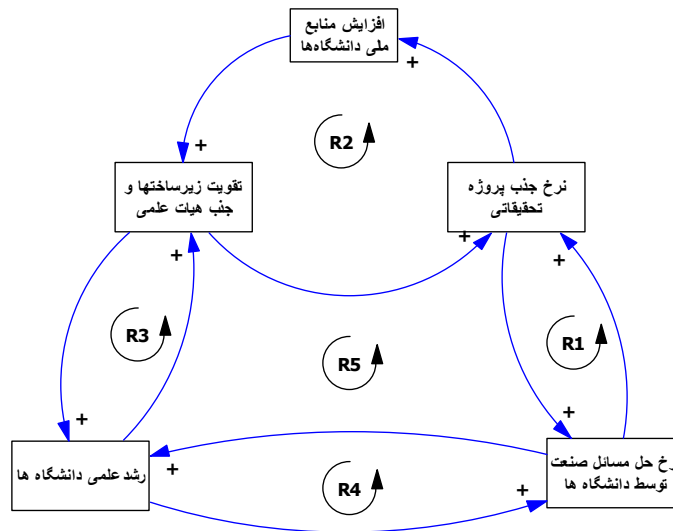 افزایش منابع
ملی دانشگاه‌ها
+
+
R2
تقویت زیرساختها و
جذب هیات علمی
نرخ جذب پروژه
تحقیقاتی
+
+
+
R3
R1
R5
+
+
رشد علمی دانشگاه ها
رخ حل مسائل صنعت
توسط دانشگاه ها
+
R4
+